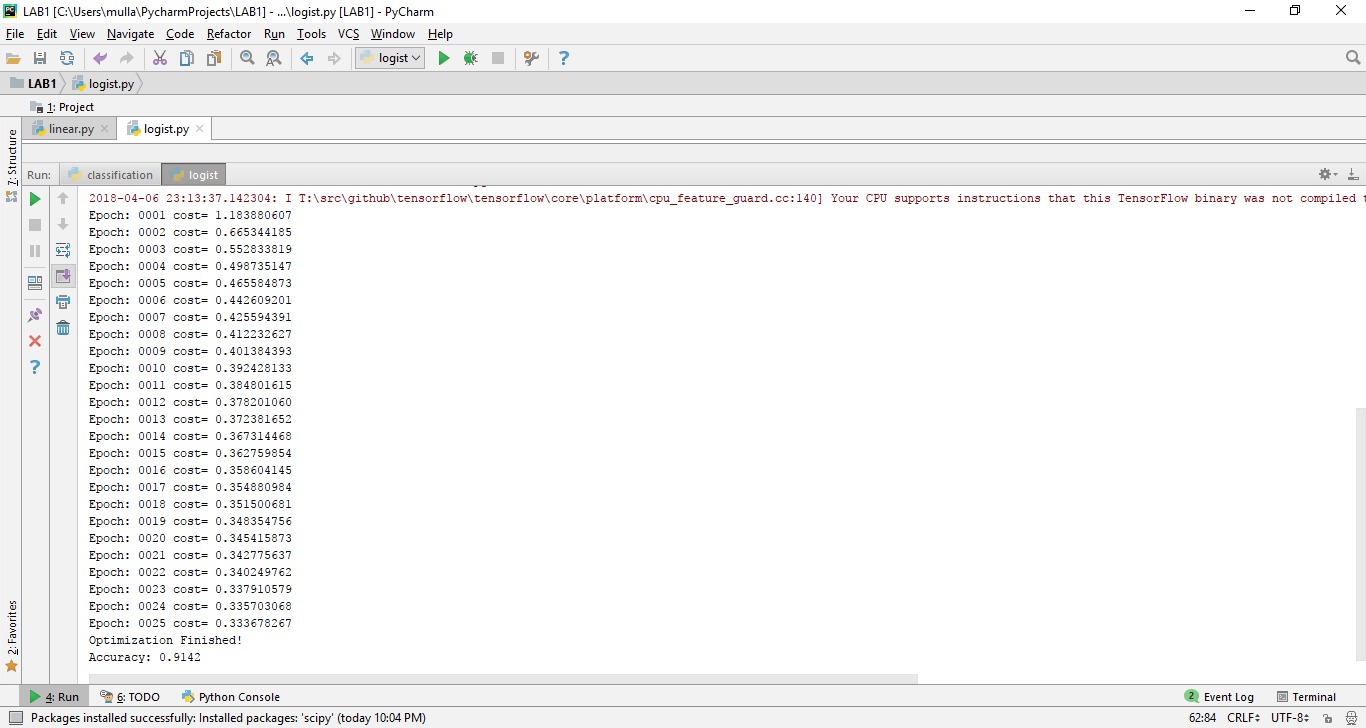 LAB1 [C:\Users\mulla\PycharmProjects\LAB1] - ...\logist.py [LAB1] - PyCharm
File Edit View Navigate Code Refactor Run Tools VCS Window Help
logist
LAB1 logist.py
1: Project
linear.py logist.py
7: Structure
Run: classification logist
2018-04-06 23:13:37.142304: I T:\src\github\tensorflow\tensorflow\core\platform\cpu_feature_guard.cc:140] Your CPU supports instructions that this TensorFlow binary was not compiled t
Epoch: 0001 cost= 1.183880607
Epoch: 0002 cost= 0.665344185
Epoch: 0003 cost= 0.552833819
Epoch: 0004 cost= 0.498735147
Epoch: 0005 cost= 0.465584873
Epoch: 0006 cost= 0.442609201
Epoch: 0007 cost= 0.425594391
Epoch: 0008 cost= 0.412232627
Epoch: 0009 cost= 0.401384393
Epoch: 0010 cost= 0.392428133
Epoch: 0011 cost= 0.384801615
Epoch: 0012 cost= 0.378201060
Epoch: 0013 cost= 0.372381652
Epoch: 0014 cost= 0.367314468
Epoch: 0015 cost= 0.362759854
Epoch: 0016 cost= 0.358604145
Epoch: 0017 cost= 0.354880984
Epoch: 0018 cost= 0.351500681
Epoch: 0019 cost= 0.348354756
Epoch: 0020 cost= 0.345415873
Epoch: 0021 cost= 0.342775637
Epoch: 0022 cost= 0.340249762
Epoch: 0023 cost= 0.337910579
Epoch: 0024 cost= 0.335703068
Epoch: 0025 cost= 0.333678267
Optimization Finished!
Accuracy: 0.9142
2: Favorites
4: Run 6: TODO Python Console 2 Event Log Terminal
Packages installed successfully: Installed packages: 'scipy' (today 10:04 PM) 62:84 CRLF UTF-8